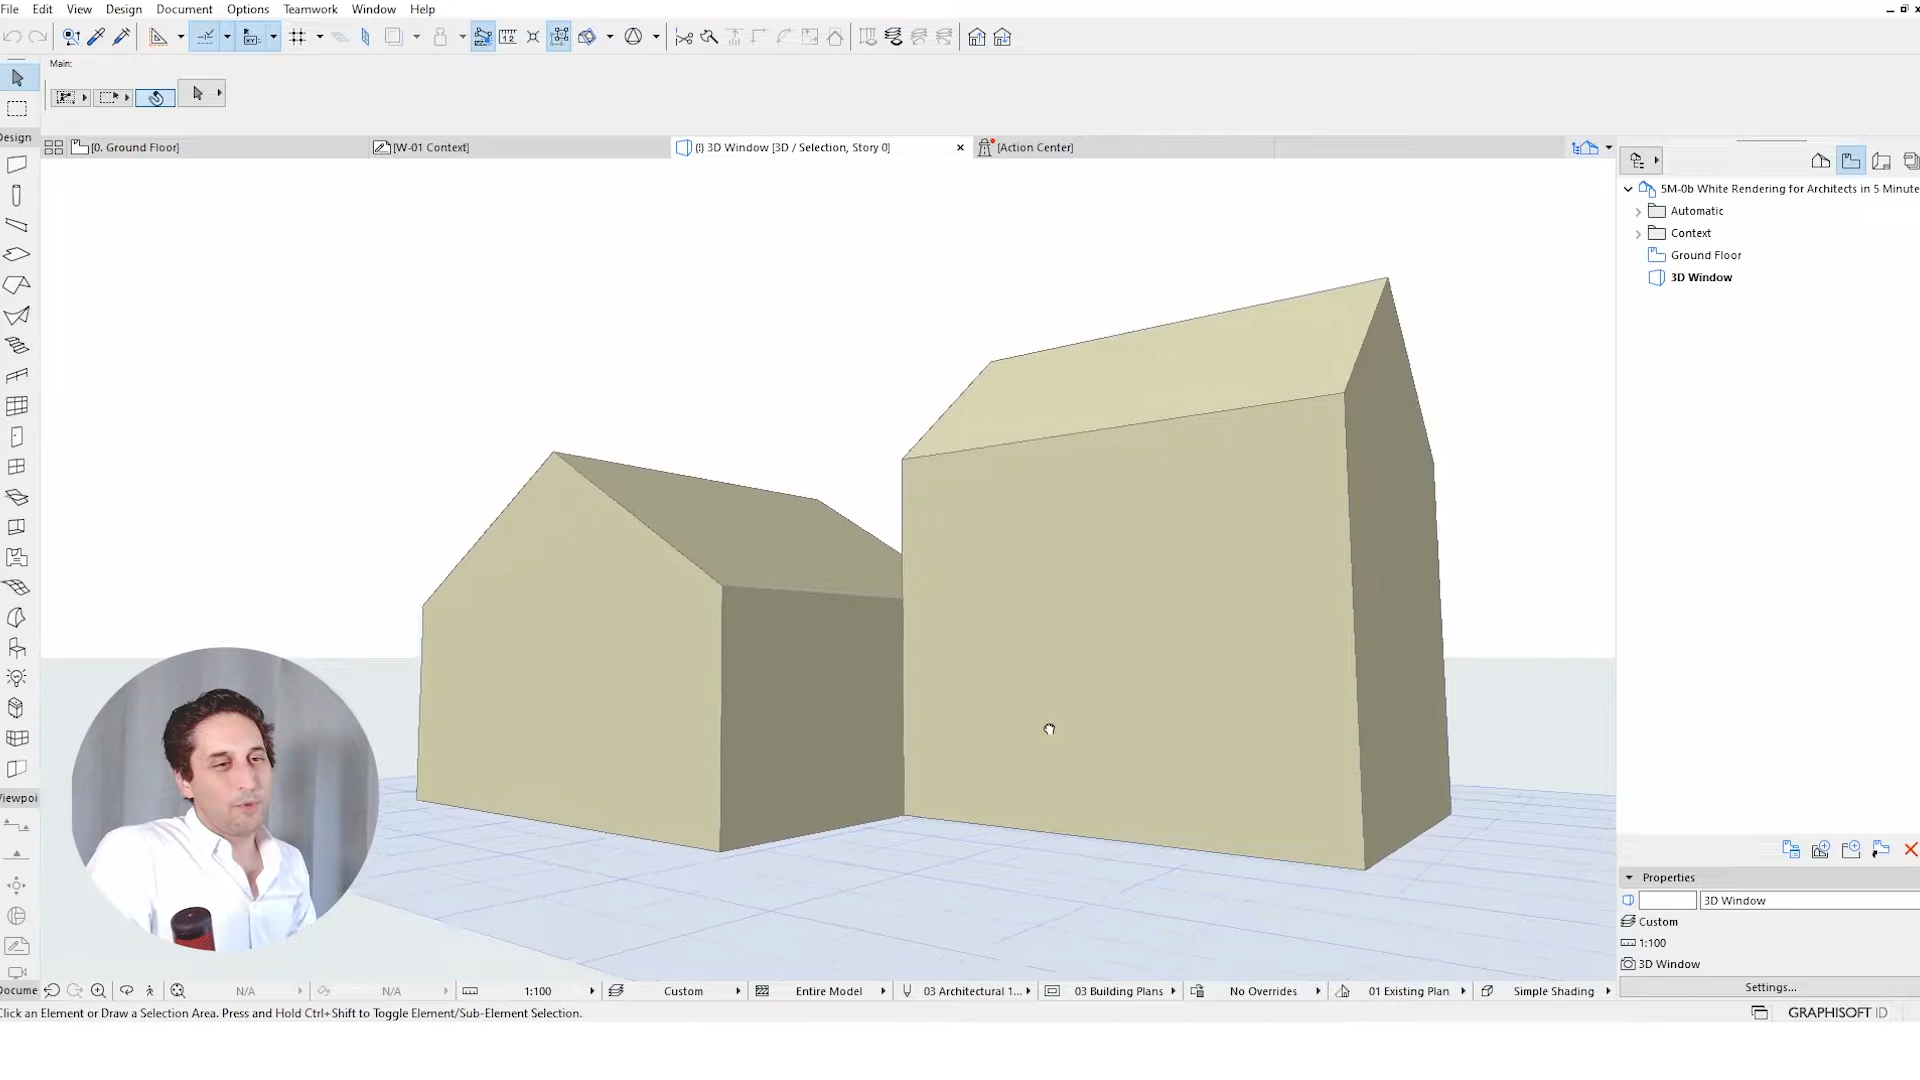 File Edit View Design Document Options Teamwork Window Help
Main:
Design
[0. Ground Floor]
[W-01 Context]
(!) 3D Window [3D / Selection, Story 0]
[Action Center]
5M-0b White Rendering for Architects in 5 Minute
Automatic
Context
Ground Floor
3D Window
Viewpoi
Properties
3D Window
Custom
1:100
3D Window
Settings...
Docume
N/A
N/A
1:100
Custom
Entire Model
03 Architectural 1...
03 Building Plans
No Overrides
01 Existing Plan
Simple Shading
Click an Element or Draw a Selection Area. Press and Hold Ctrl+Shift to Toggle Element/Sub-Element Selection.
GRAPHISOFT ID